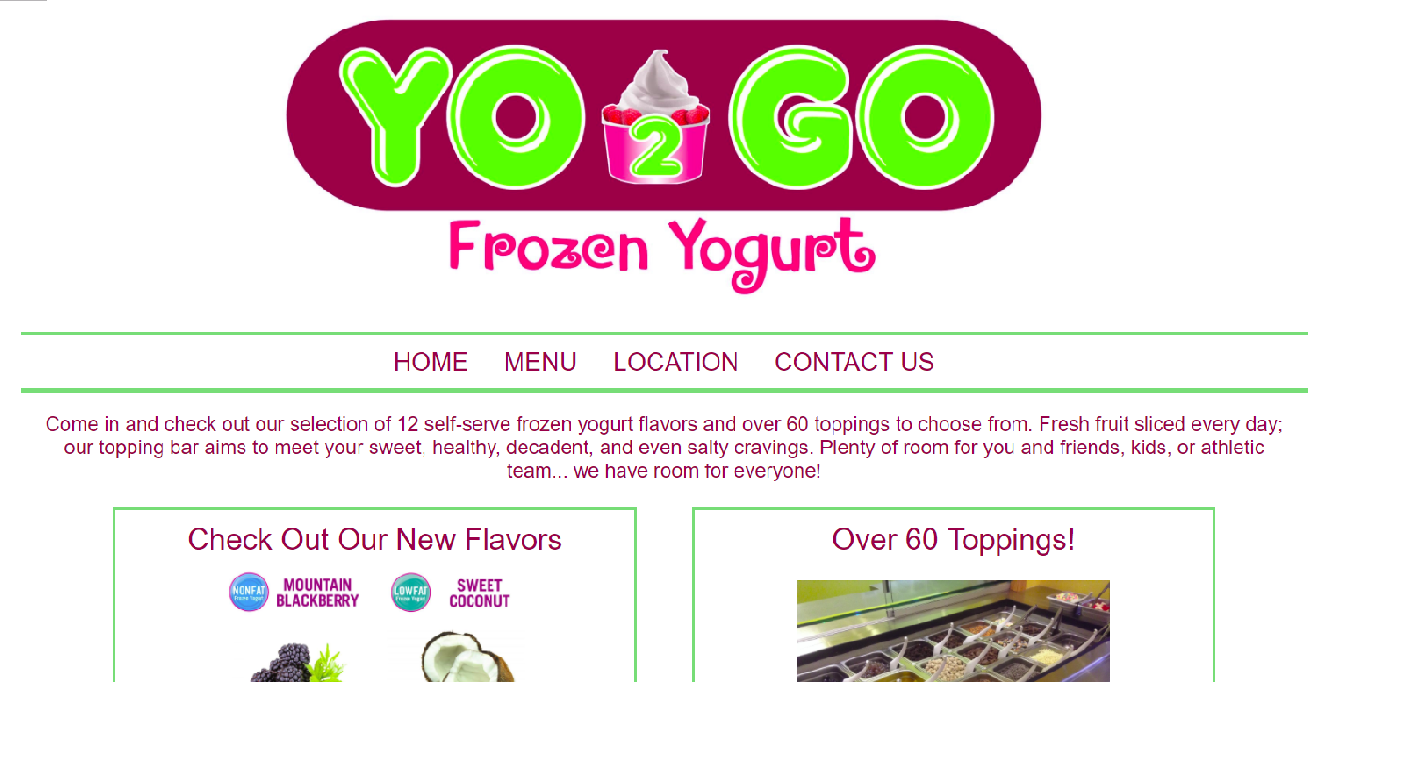 YO 2 GO
Frozen Yogurt
HOME MENU LOCATION CONTACT US
Come in and check out our selection of 12 self-serve frozen yogurt flavors and over 60 toppings to choose from. Fresh fruit sliced every day;
our topping bar aims to meet your sweet, healthy, decadent, and even salty cravings. Plenty of room for you and friends, kids, or athletic
team... we have room for everyone!
Check Out Our New Flavors
NONFAT
Frozen Yogurt
MOUNTAIN
BLACKBERRY
LOWFAT
Frozen Yogurt
SWEET
COCONUT
Over 60 Toppings!